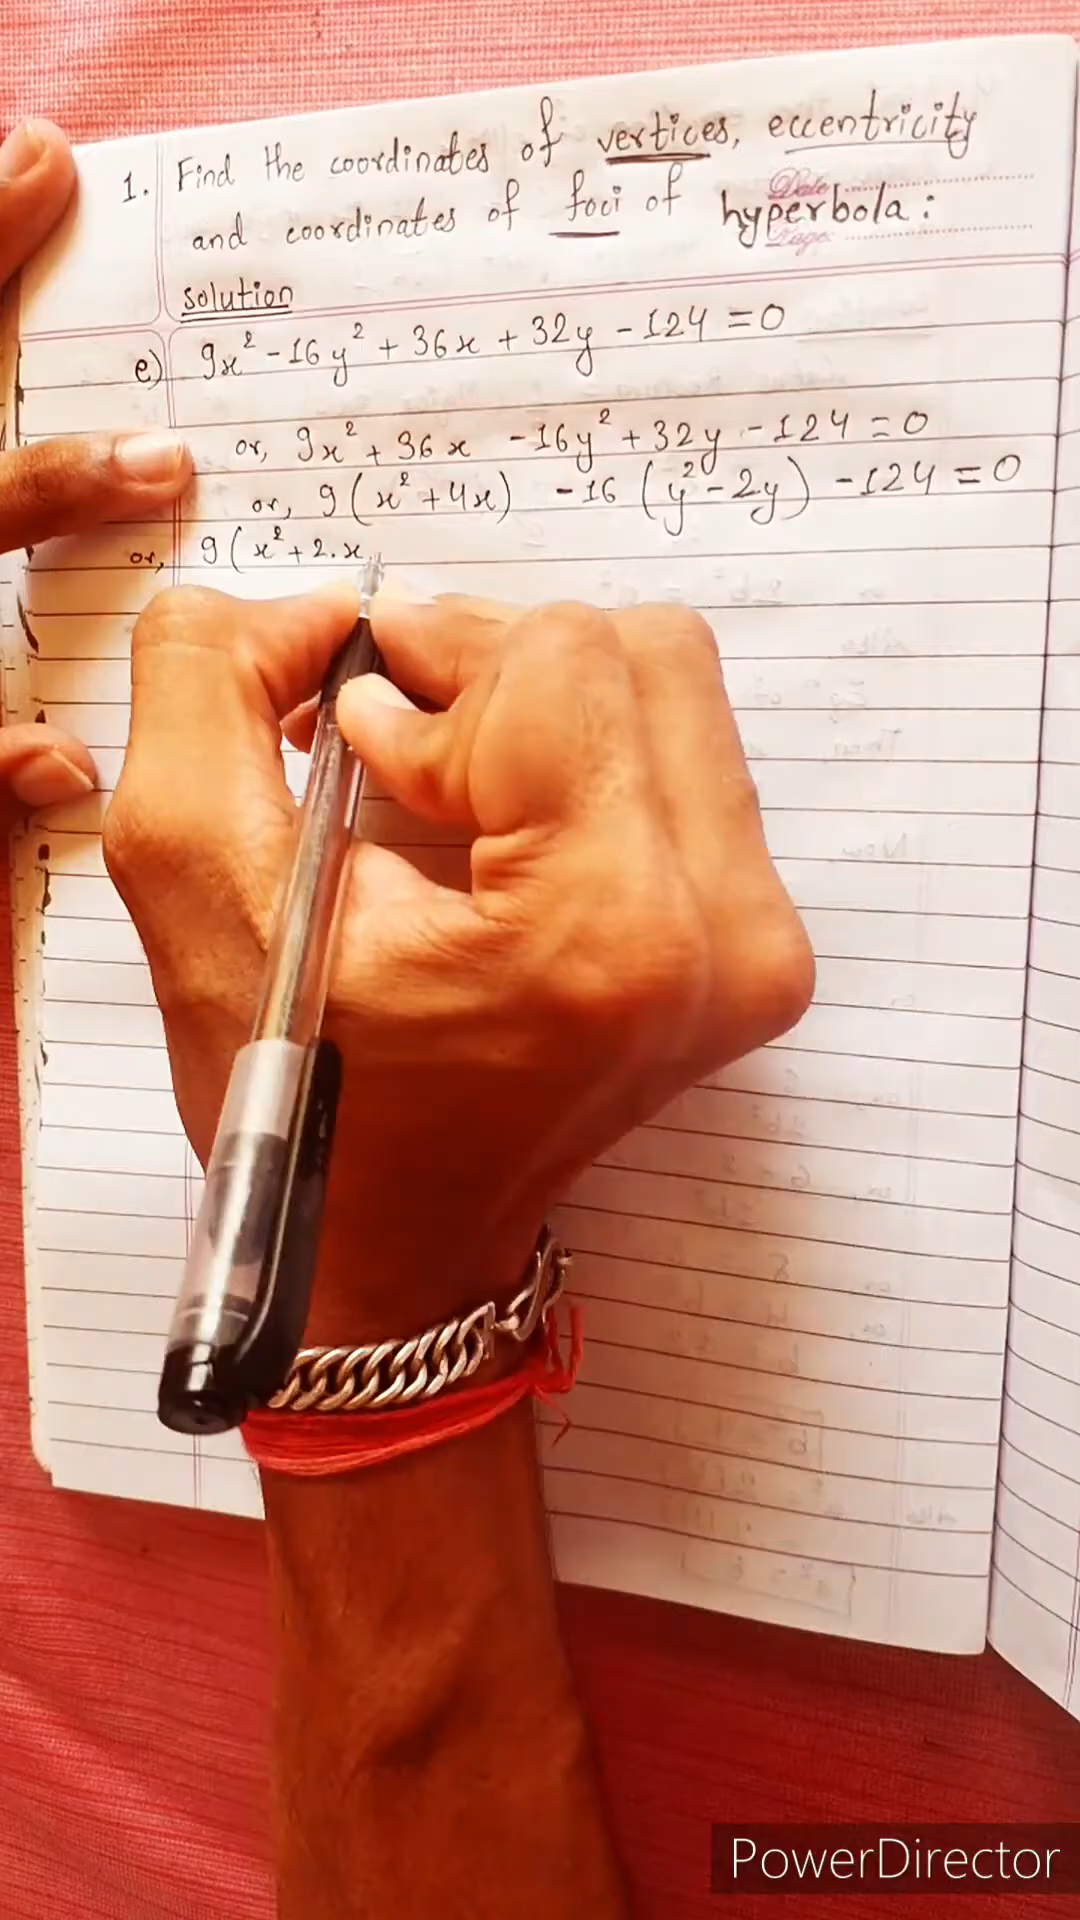 1. Find the coordinates of vertices, eccentricity
Date
and coordinates of foci of hyperbola:
Page
solution
e) 9x² - 16y² + 36x + 32y - 124 = 0
or, 9x² + 36x - 16y² + 32y - 124 = 0
or, 9(x² + 4x) - 16(y² - 2y) - 124 = 0
or, 9(x² + 2.x.
PowerDirector